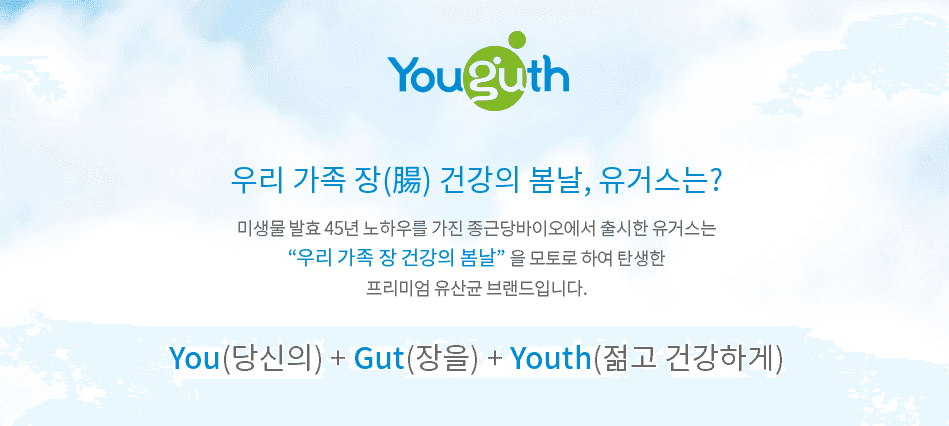 Youguth
우리 가족 장(腸) 건강의 봄날, 유거스는?
미생물 발효 45년 노하우를 가진 종근당바이오에서 출시한 유거스는
“우리 가족 장 건강의 봄날” 을 모토로 하여 탄생한
프리미엄 유산균 브랜드입니다.
You(당신의) + Gut(장을) + Youth(젊고 건강하게)